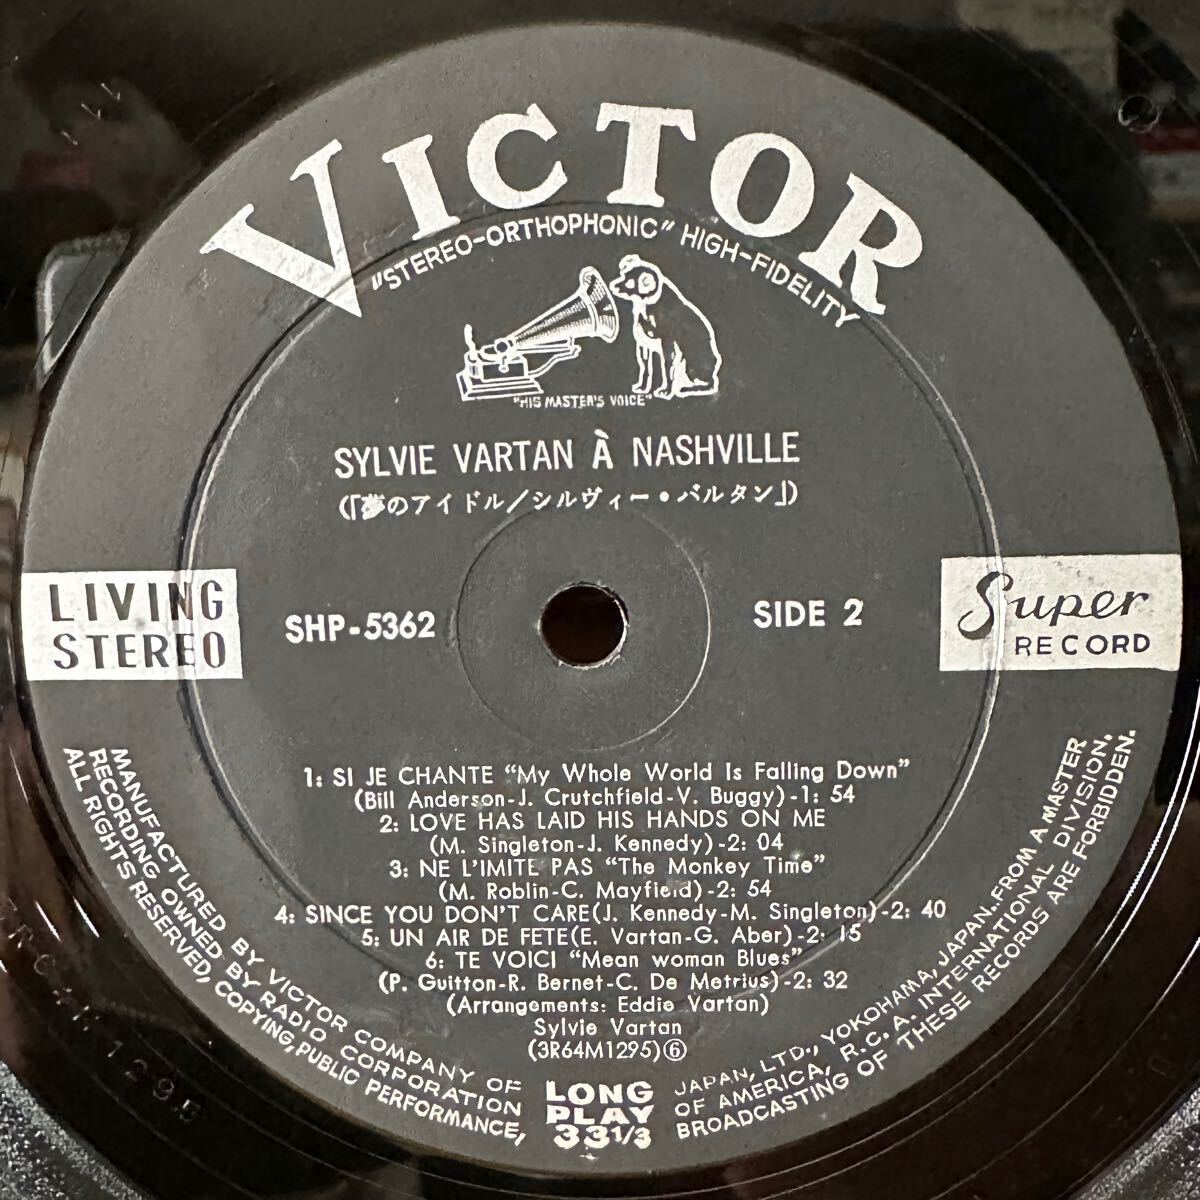 VICTOR
"STEREO-ORTHOPHONIC" HIGH-FIDELITY
"HIS MASTER'S VOICE"
SYLVIE VARTAN À NASHVILLE
(「夢のアイドル/シルヴィー・バルタン」)
LIVING
STEREO
SHP-5362
SIDE 2
Super
RECORD
1: SI JE CHANTE "My Whole World Is Falling Down"
(Bill Anderson-J. Crutchfield-V. Buggy)-1: 54
2: LOVE HAS LAID HIS HANDS ON ME
(M. Singleton-J. Kennedy)-2: 04
3: NE L'IMITE PAS "The Monkey Time"
(M. Roblin-C. Mayfield)-2: 54
4: SINCE YOU DON'T CARE(J. Kennedy-M. Singleton)-2: 40
5: UN AIR DE FETE(E. Vartan-G. Aber)-2: 15
6: TE VOICI "Mean woman Blues"
(P. Guitton-R. Bernet-C. De Metrius)-2: 32
(Arrangements: Eddie Vartan)
Sylvie Vartan
(3R64M1295)⑥
MANUFACTURED BY VICTOR COMPANY OF JAPAN, LTD., YOKOHAMA, JAPAN. FROM A MASTER
RECORDING OWNED BY RADIO CORPORATION OF AMERICA, R.C.A. INTERNATIONAL DIVISION.
ALL RIGHTS RESERVED, COPYING, PUBLIC PERFORMANCE, BROADCASTING OF THESE RECORDS ARE FORBIDDEN.
LONG
PLAY
33 1/3